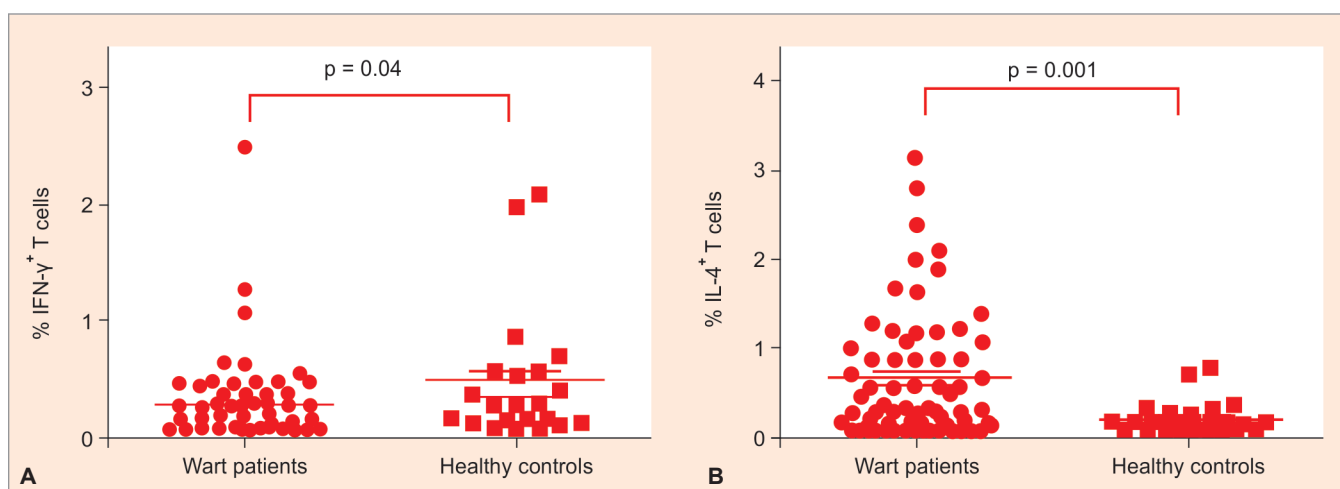 p = 0.04
3
2
1
0
% IFN-γ⁺ T cells
Wart patients
Healthy controls
A
p = 0.001
4
3
2
1
0
% IL-4⁺ T cells
Wart patients
Healthy controls
B